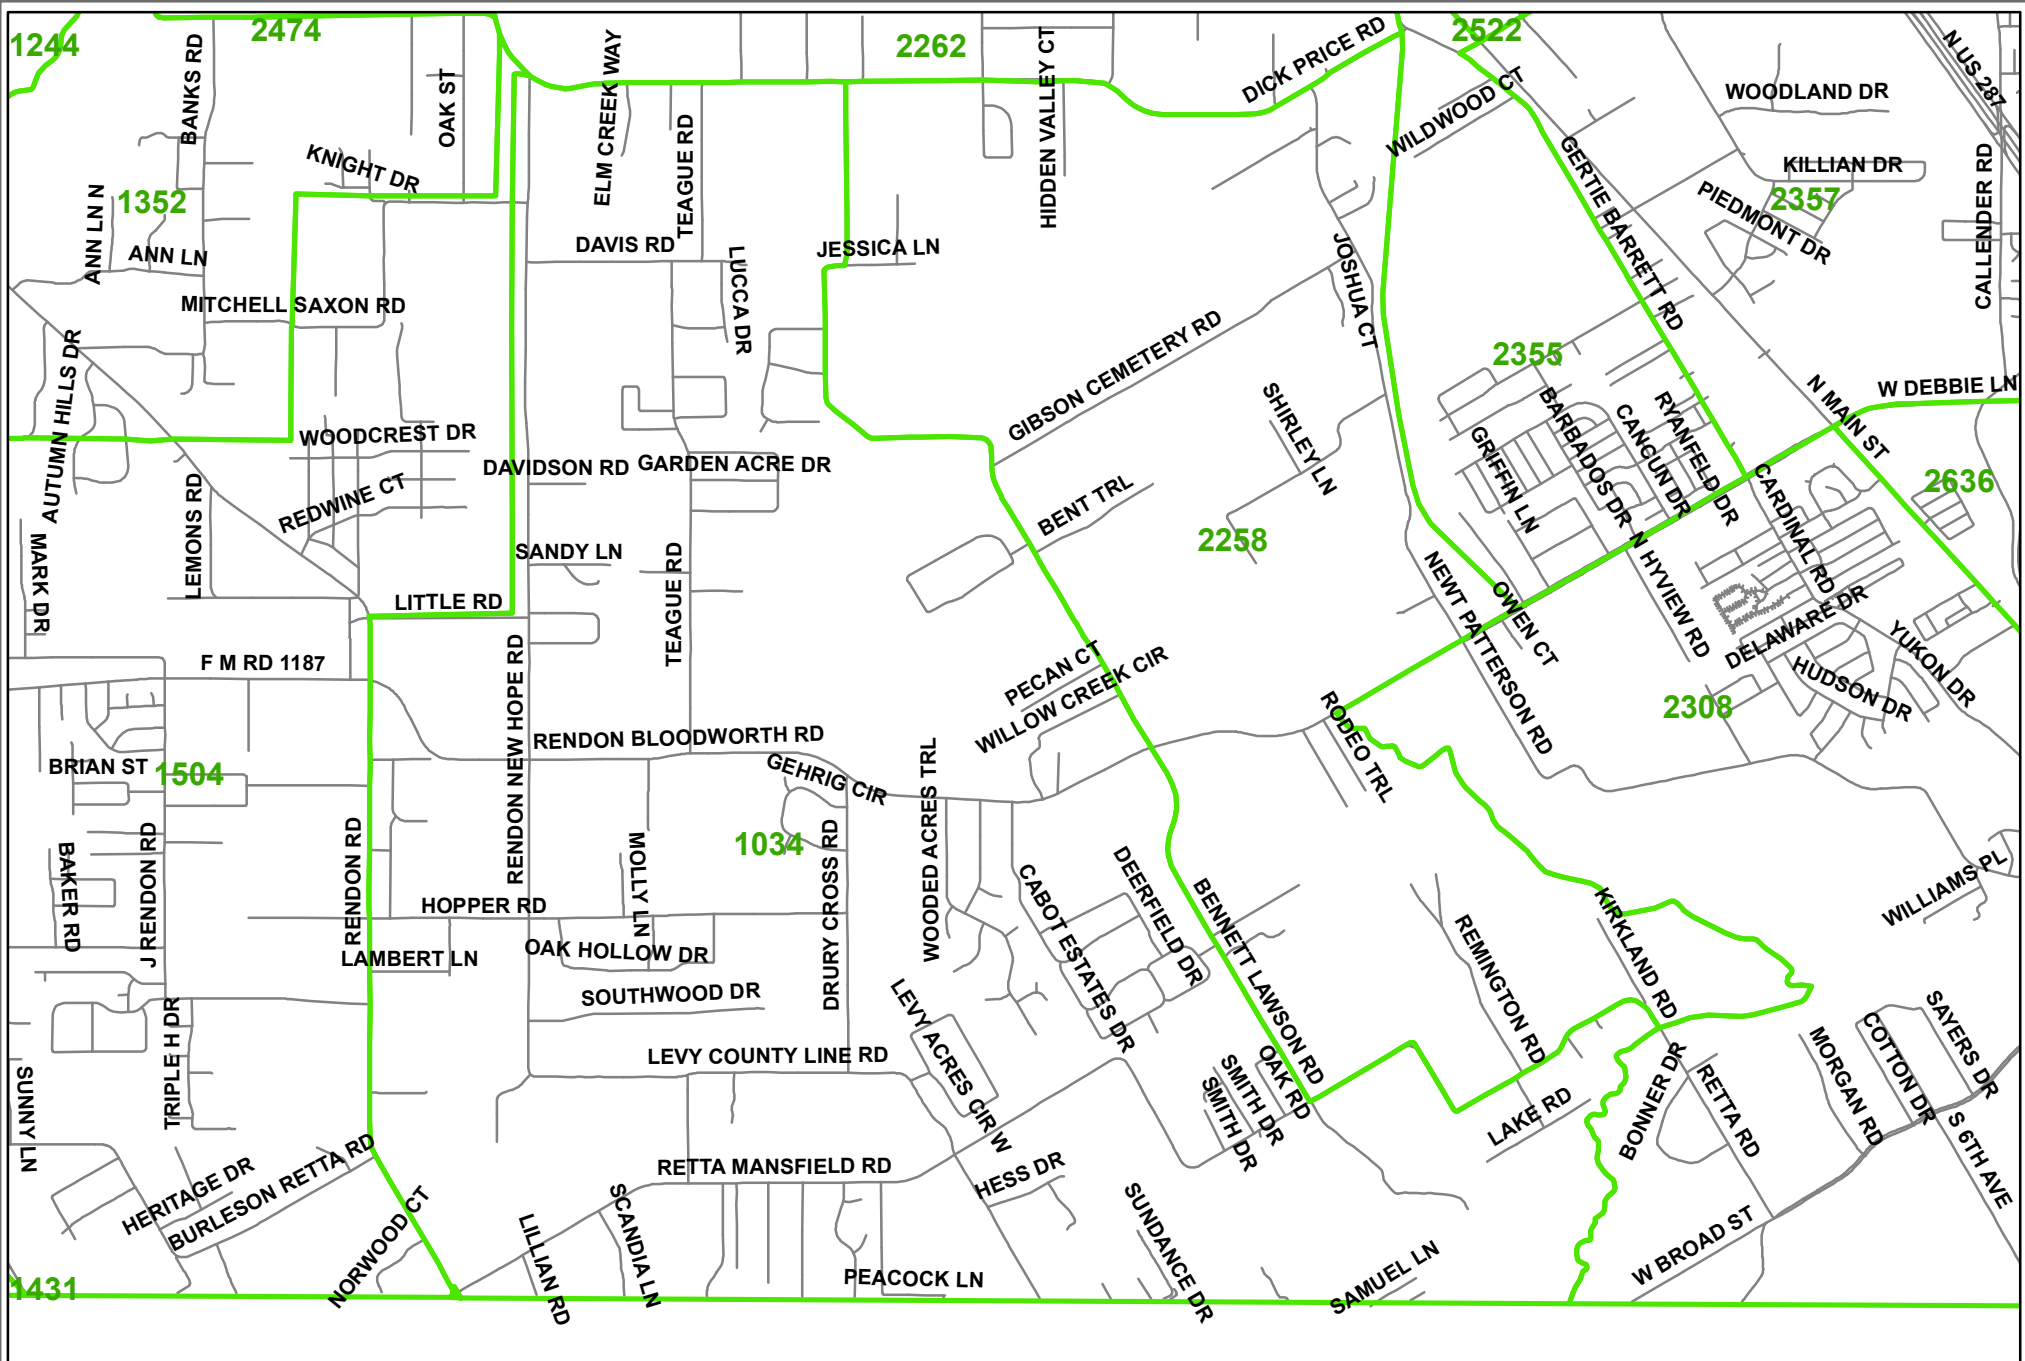 1244
2474
2262
2522
BANKS RD
OAK ST
ELM CREEK WAY
HIDDEN VALLEY CT
DICK PRICE RD
WILDWOOD CT
WOODLAND DR
N US 287
KNIGHT DR
TEAGUE RD
GERTIE BARRETT RD
KILLIAN DR
CALLENDER RD
1352
2357
PIEDMONT DR
ANN LN N
ANN LN
DAVIS RD
LUCCA DR
JESSICA LN
JOSHUA CT
MITCHELL SAXON RD
GIBSON CEMETERY RD
2355
AUTUMN HILLS DR
SHIRLEY LN
BARBADOS DR
CANCUN DR
RYANFELD DR
N MAIN ST
W DEBBIE LN
WOODCREST DR
DAVIDSON RD
GARDEN ACRE DR
GRIFFIN LN
CARDINAL RD
2636
REDWINE CT
BENT TRL
LEMONS RD
MARK DR
SANDY LN
TEAGUE RD
2258
NEWT PATTERSON RD
OWEN CT
N HYVIEW RD
DELAWARE DR
LITTLE RD
YUKON DR
F M RD 1187
RENDON NEW HOPE RD
PECAN CT
WILLOW CREEK CIR
HUDSON DR
2308
RODEO TRL
RENDON BLOODWORTH RD
BRIAN ST
1504
GEHRIG CIR
WOODED ACRES TRL
1034
BAKER RD
J RENDON RD
RENDON RD
MOLLY LN
DRURY CROSS RD
CABOT ESTATES DR
DEERFIELD DR
BENNETT LAWSON RD
WILLIAMS PL
HOPPER RD
KIRKLAND RD
REMINGTON RD
LAMBERT LN
OAK HOLLOW DR
SOUTHWOOD DR
LEVY ACRES CIR W
TRIPLE H DR
SAYERS DR
COTTON DR
MORGAN RD
LEVY COUNTY LINE RD
OAK RD
SMITH DR
SMITH DR
SUNNY LN
LAKE RD
BONNER DR
RETTA RD
S 6TH AVE
HERITAGE DR
BURLESON RETTA RD
RETTA MANSFIELD RD
HESS DR
NORWOOD CT
LILLIAN RD
SCANDIA LN
SUNDANCE DR
W BROAD ST
1431
PEACOCK LN
SAMUEL LN